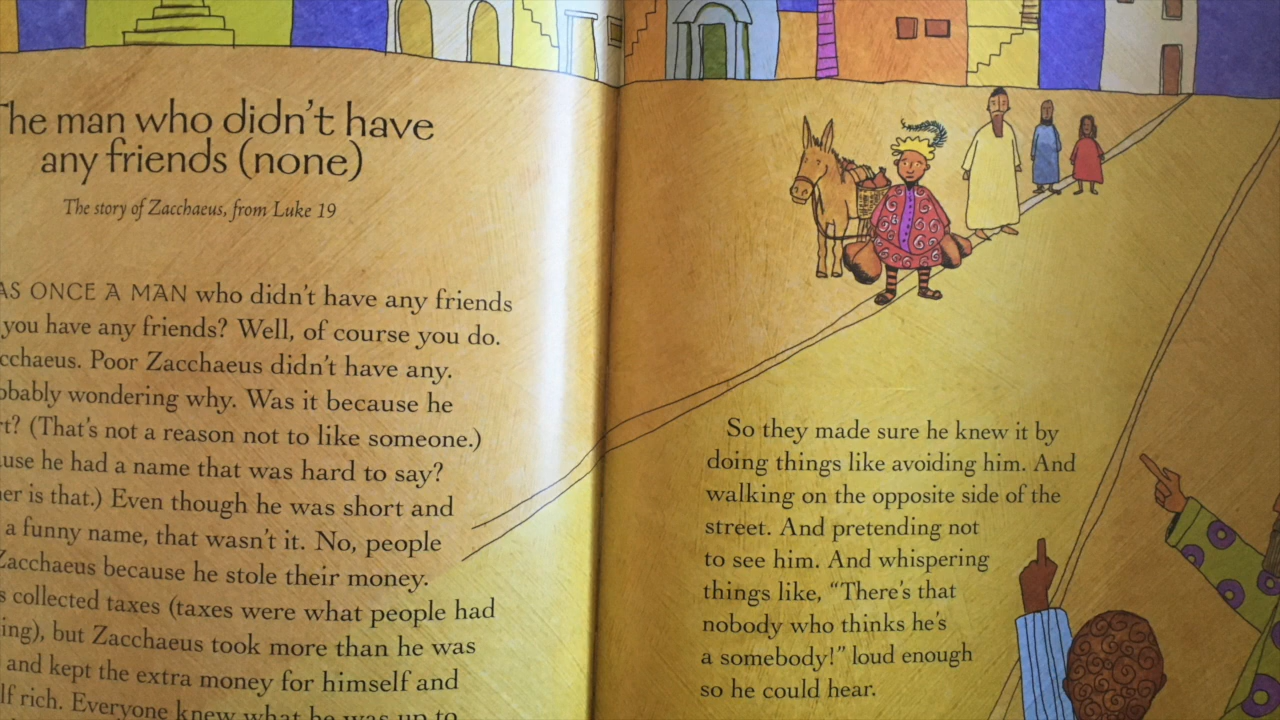 The man who didn't have
any friends (none)
The story of Zacchaeus, from Luke 19
AS ONCE A MAN who didn't have any friends
you have any friends? Well, of course you do.
cchaeus. Poor Zacchaeus didn't have any.
obably wondering why. Was it because he
rt? (That's not a reason not to like someone.)
use he had a name that was hard to say?
er is that.) Even though he was short and
a funny name, that wasn't it. No, people
Zacchaeus because he stole their money.
s collected taxes (taxes were what people had
ing), but Zacchaeus took more than he was
and kept the extra money for himself and
lf rich. Everyone knew what he was up to
So they made sure he knew it by
doing things like avoiding him. And
walking on the opposite side of the
street. And pretending not
to see him. And whispering
things like, “There's that
nobody who thinks he's
a somebody!” loud enough
so he could hear.